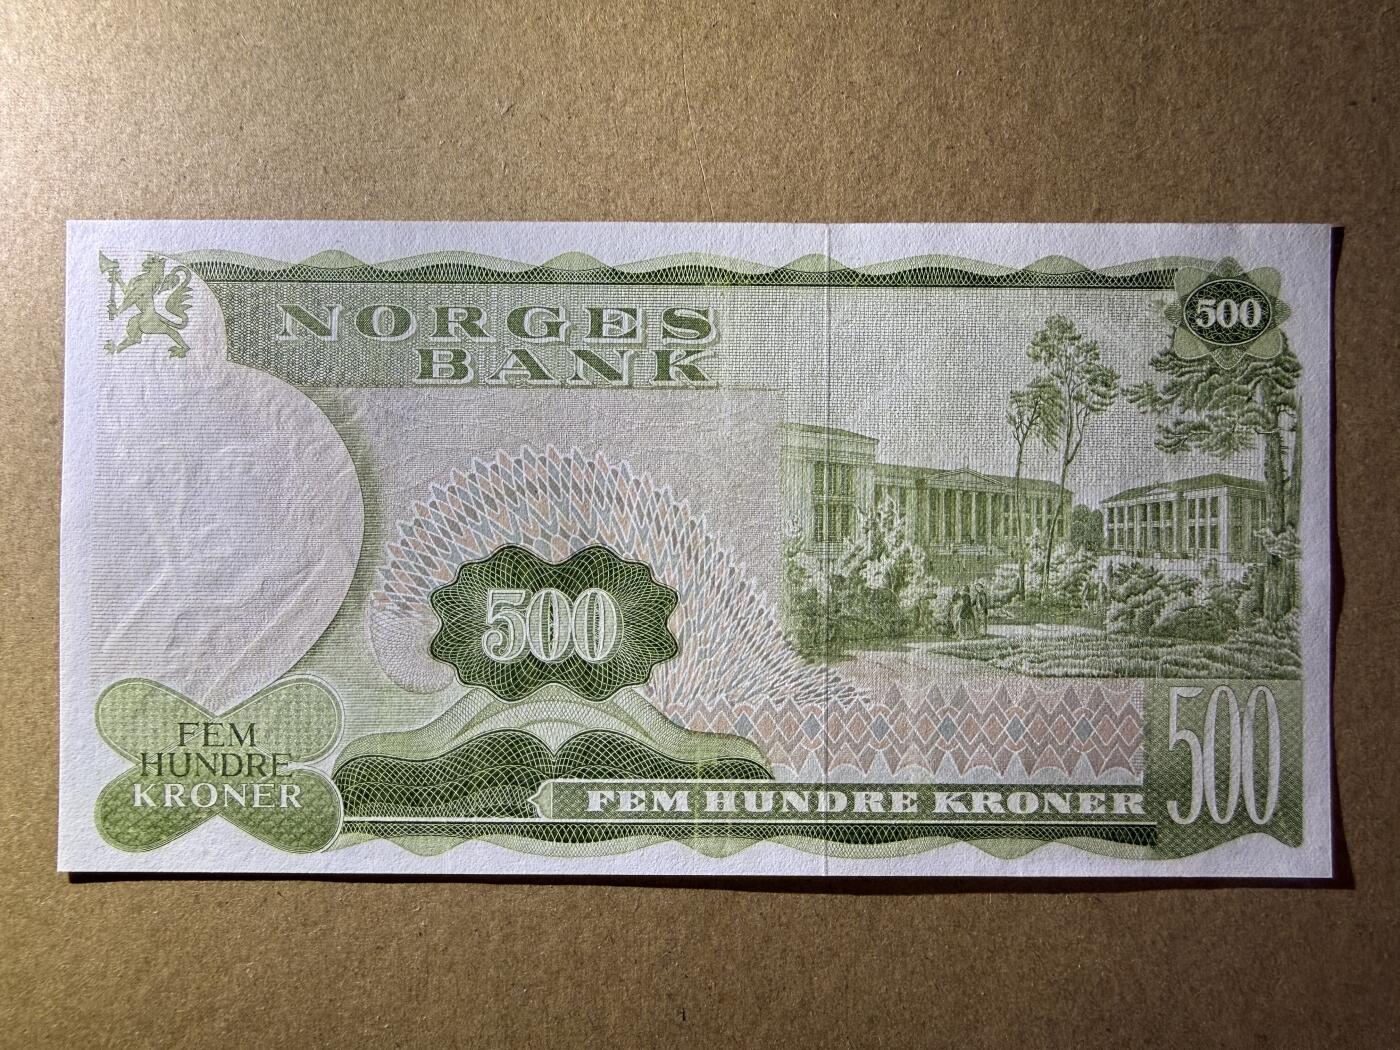 NORGES
BANK
500
500
FEM
HUNDRE
KRONER
FEM HUNDRE KRONER
500